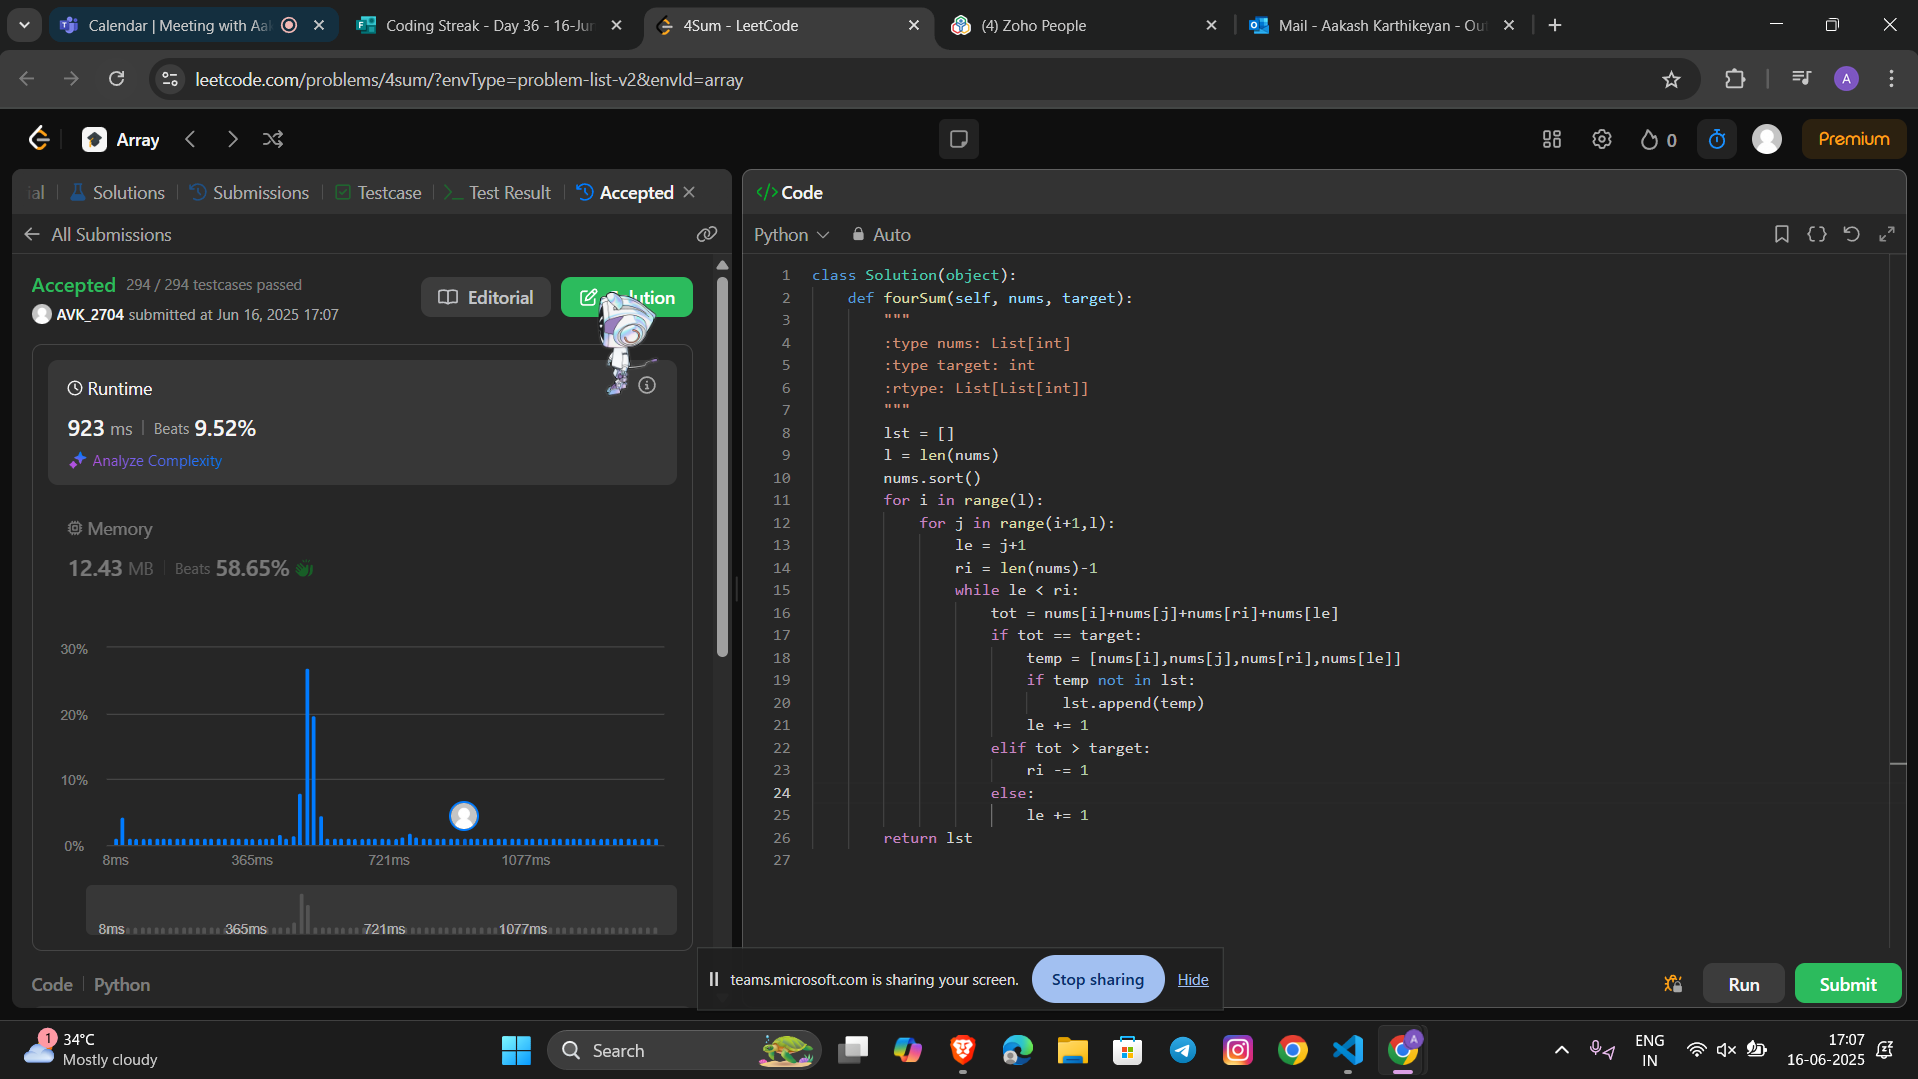 Calendar | Meeting with Aak
Coding Streak - Day 36 - 16-Jun
4Sum - LeetCode
(4) Zoho People
Mail - Aakash Karthikeyan - Out
leetcode.com/problems/4sum/?envType=problem-list-v2&envId=array
A
Array
0
Premium
ial
Solutions
Submissions
Testcase
Test Result
Accepted
</> Code
All Submissions
Python
Auto
Accepted 294 / 294 testcases passed
AVK_2704 submitted at Jun 16, 2025 17:07
Editorial
Runtime
923 ms | Beats 9.52%
Analyze Complexity
Memory
12.43 MB | Beats 58.65%
30%
20%
10%
0%
8ms 365ms 721ms 1077ms
8ms 365ms 721ms 1077ms
Code | Python
1 class Solution(object):
2 def fourSum(self, nums, target):
3 """
4 :type nums: List[int]
5 :type target: int
6 :rtype: List[List[int]]
7 """
8 lst = []
9 l = len(nums)
10 nums.sort()
11 for i in range(l):
12 for j in range(i+1,l):
13 le = j+1
14 ri = len(nums)-1
15 while le < ri:
16 tot = nums[i]+nums[j]+nums[ri]+nums[le]
17 if tot == target:
18 temp = [nums[i],nums[j],nums[ri],nums[le]]
19 if temp not in lst:
20 lst.append(temp)
21 le += 1
22 elif tot > target:
23 ri -= 1
24 else:
25 le += 1
26 return lst
27
teams.microsoft.com is sharing your screen.
Stop sharing
Hide
Run
Submit
1
34°C
Mostly cloudy
Search
A
ENG
IN
17:07
16-06-2025